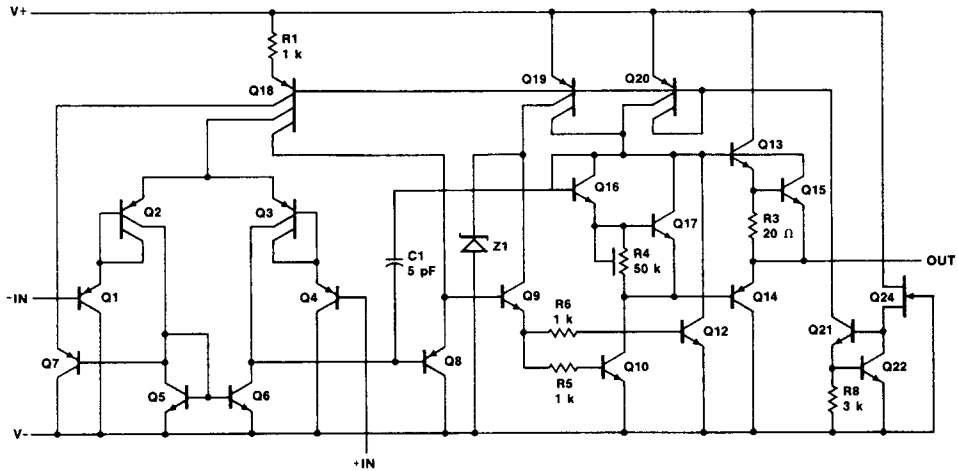 V+
R1
1 k
Q18
Q19
Q20
Q13
Q16
Q15
Q2
Q3
Q17
R3
20 Ω
C1
5 pF
Z1
R4
50 k
OUT
-IN
Q1
Q4
Q9
R6
1 k
Q14
Q24
Q12
Q21
Q7
Q8
Q10
Q22
Q5
Q6
R5
1 k
R8
3 k
V-
+IN